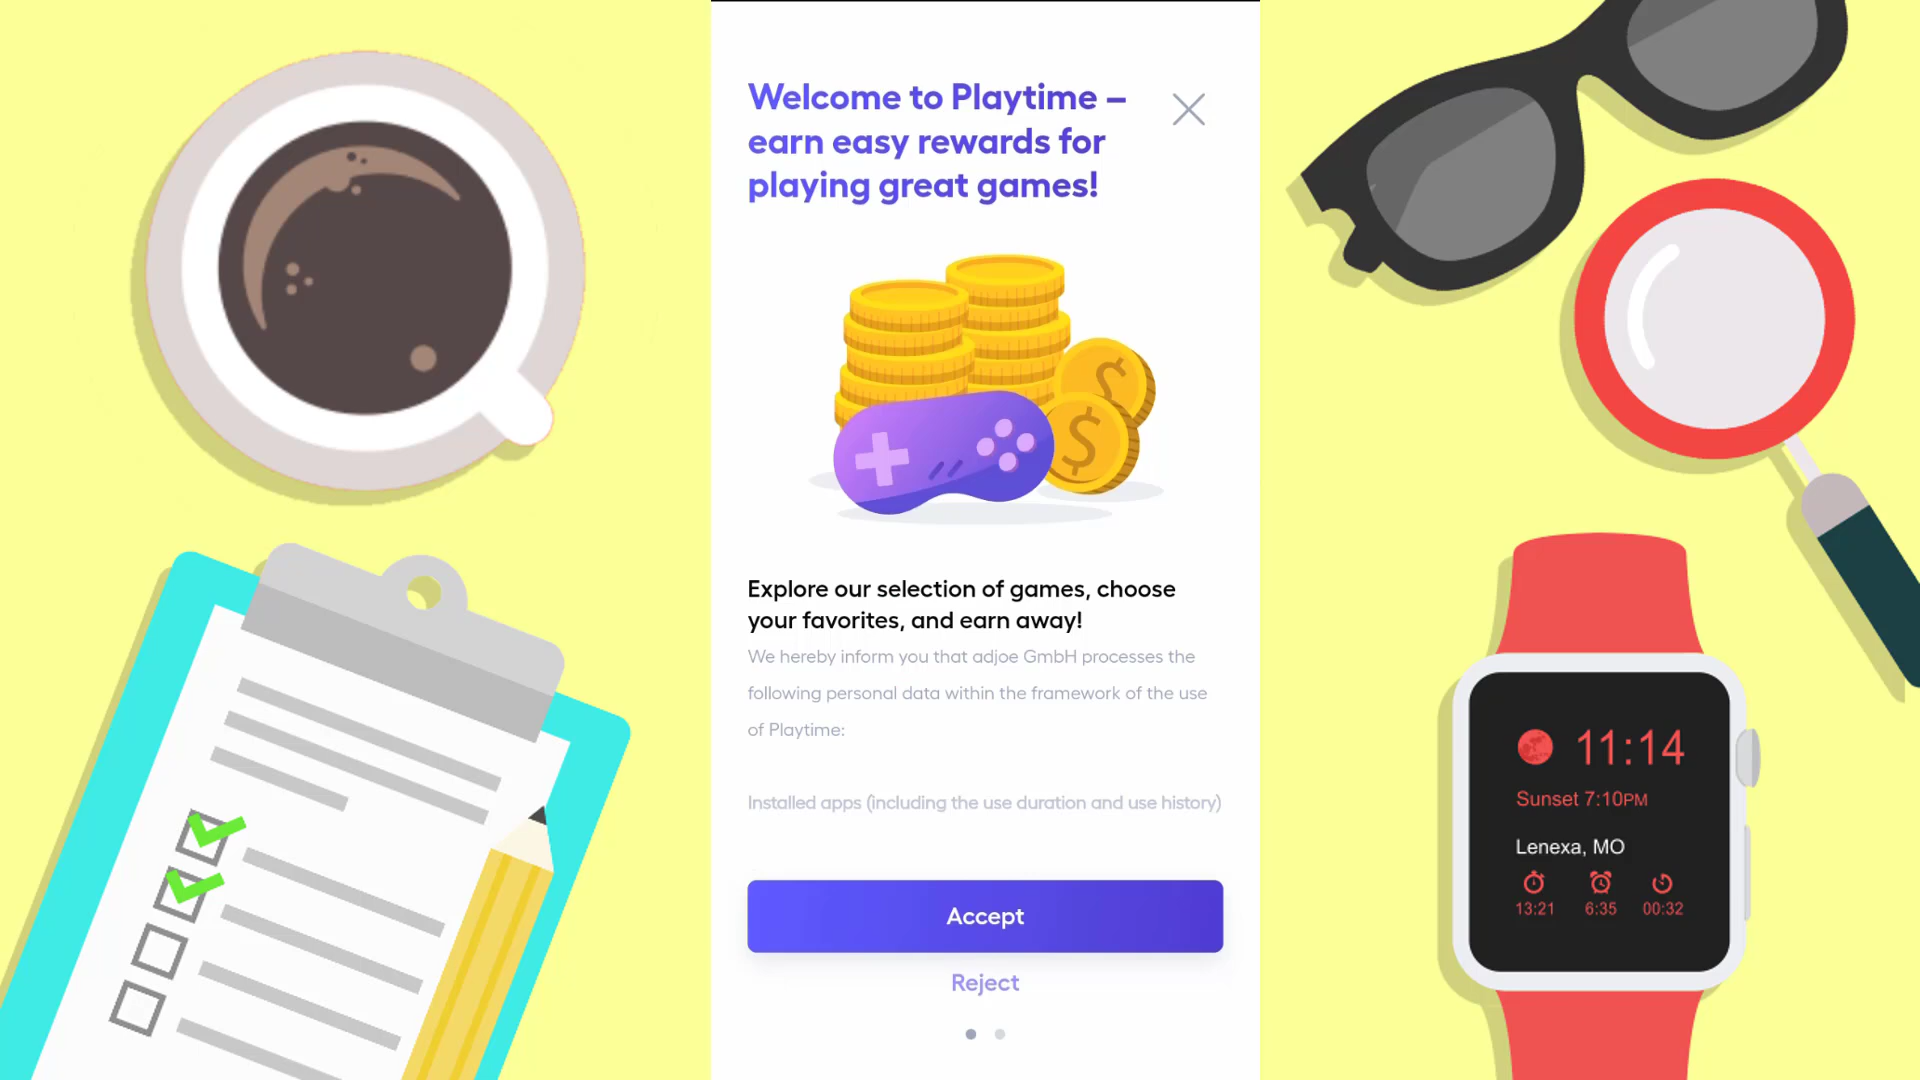 Welcome to Playtime –
earn easy rewards for
playing great games!
Explore our selection of games, choose
your favorites, and earn away!
We hereby inform you that adjoe GmbH processes the
following personal data within the framework of the use
of Playtime:
Installed apps (including the use duration and use history)
Accept
Reject
11:14
Sunset 7:10PM
Lenexa, MO
13:21 6:35 00:32